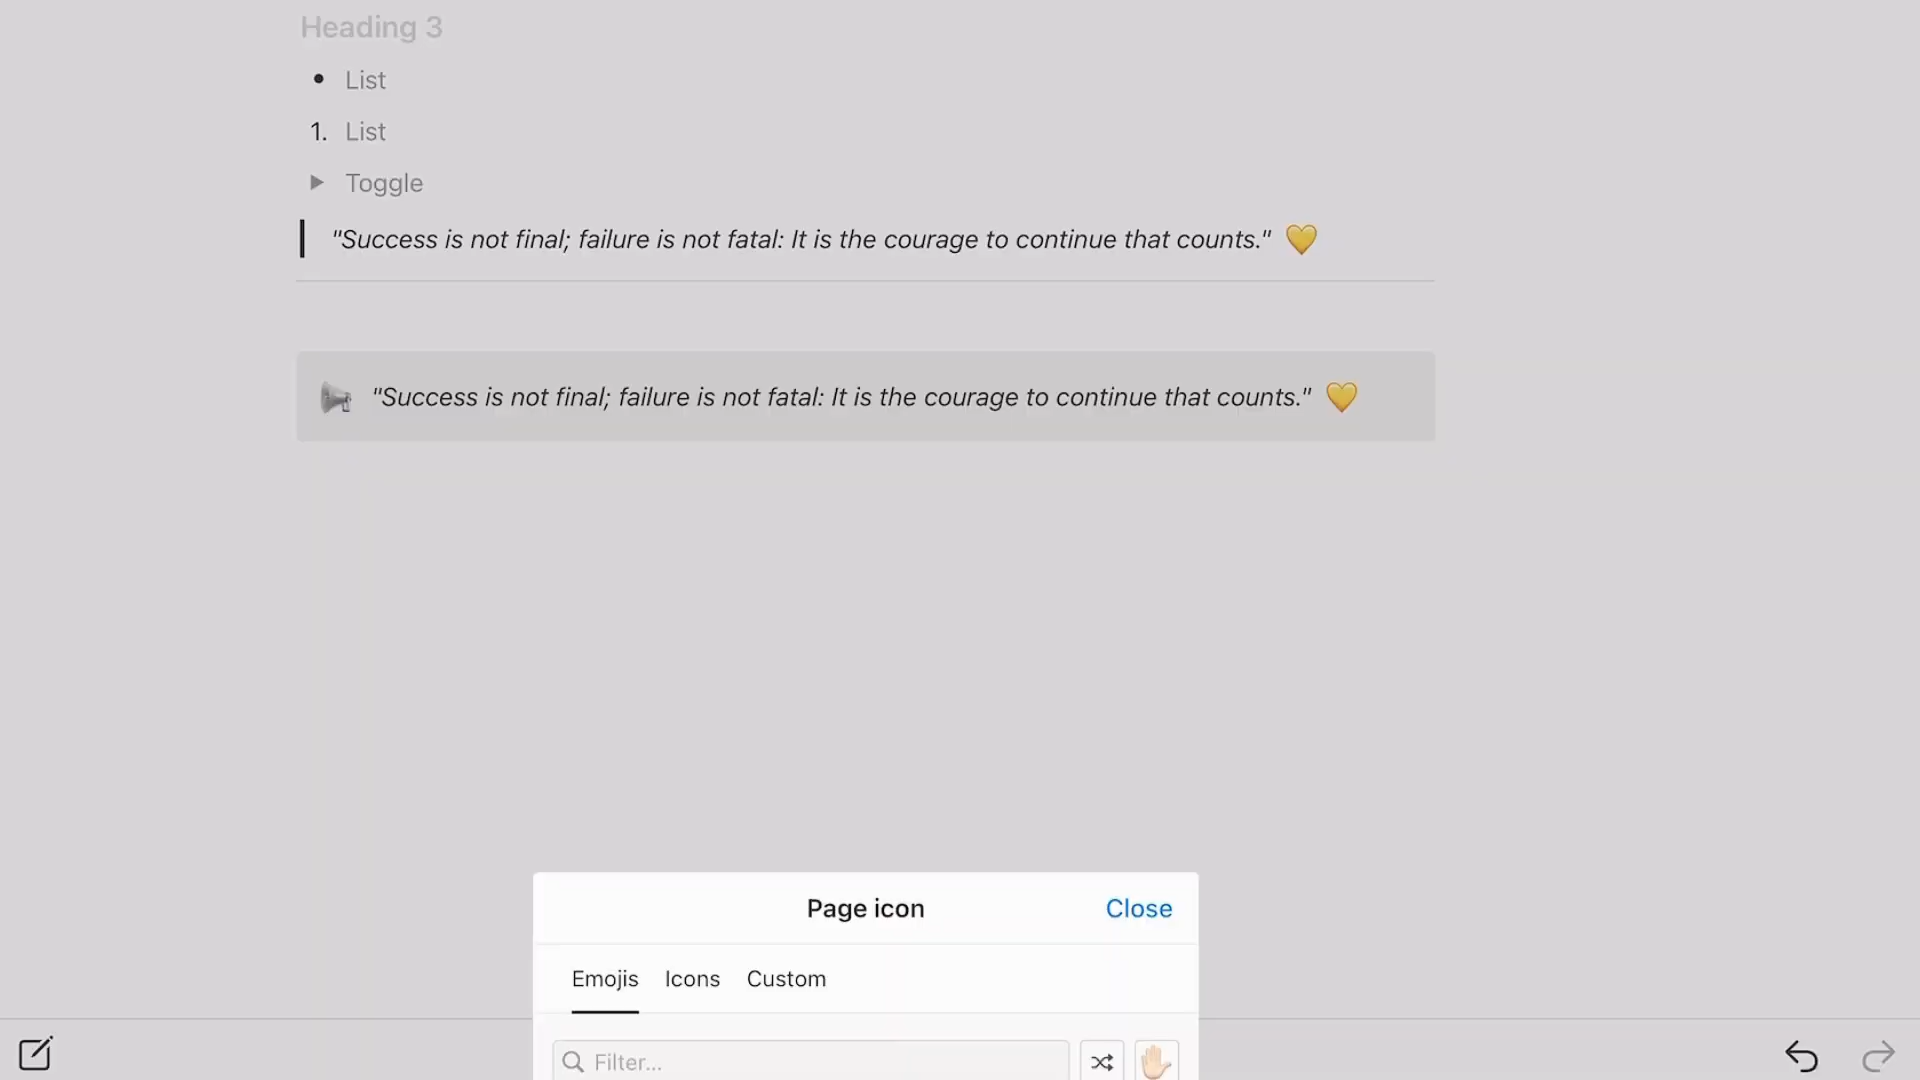 Heading 3
• List
1. List
Toggle
"Success is not final; failure is not fatal: It is the courage to continue that counts." 💛
"Success is not final; failure is not fatal: It is the courage to continue that counts." 💛
Page icon Close
Emojis Icons Custom
Filter...